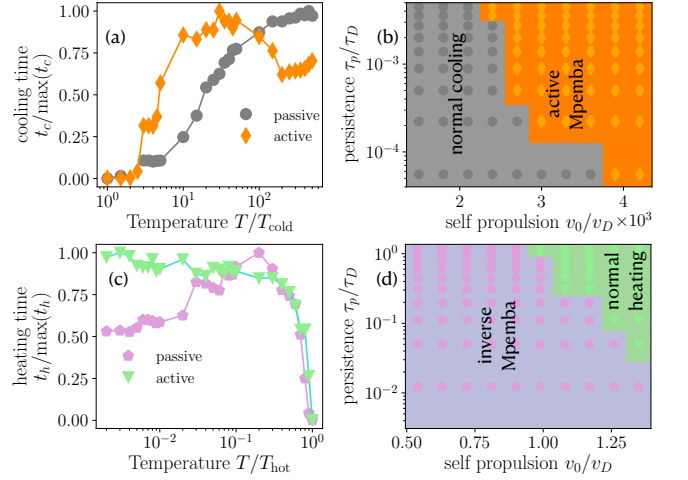 (a)
cooling time
t_c/max(t_c)
1.00
0.75
0.50
0.25
0.00
passive
active
10^0
10^1
10^2
Temperature T/T_cold
(b)
persistence τ_p/τ_D
10^−3
10^−4
normal cooling
active
Mpemba
2
3
4
self propulsion v_0/v_D ×10^3
(c)
heating time
t_h/max(t_h)
1.00
0.75
0.50
0.25
0.00
passive
active
10^−2
10^−1
10^0
Temperature T/T_hot
(d)
persistence τ_p/τ_D
10^0
10^−1
10^−2
inverse
Mpemba
normal
heating
0.50
0.75
1.00
1.25
self propulsion v_0/v_D